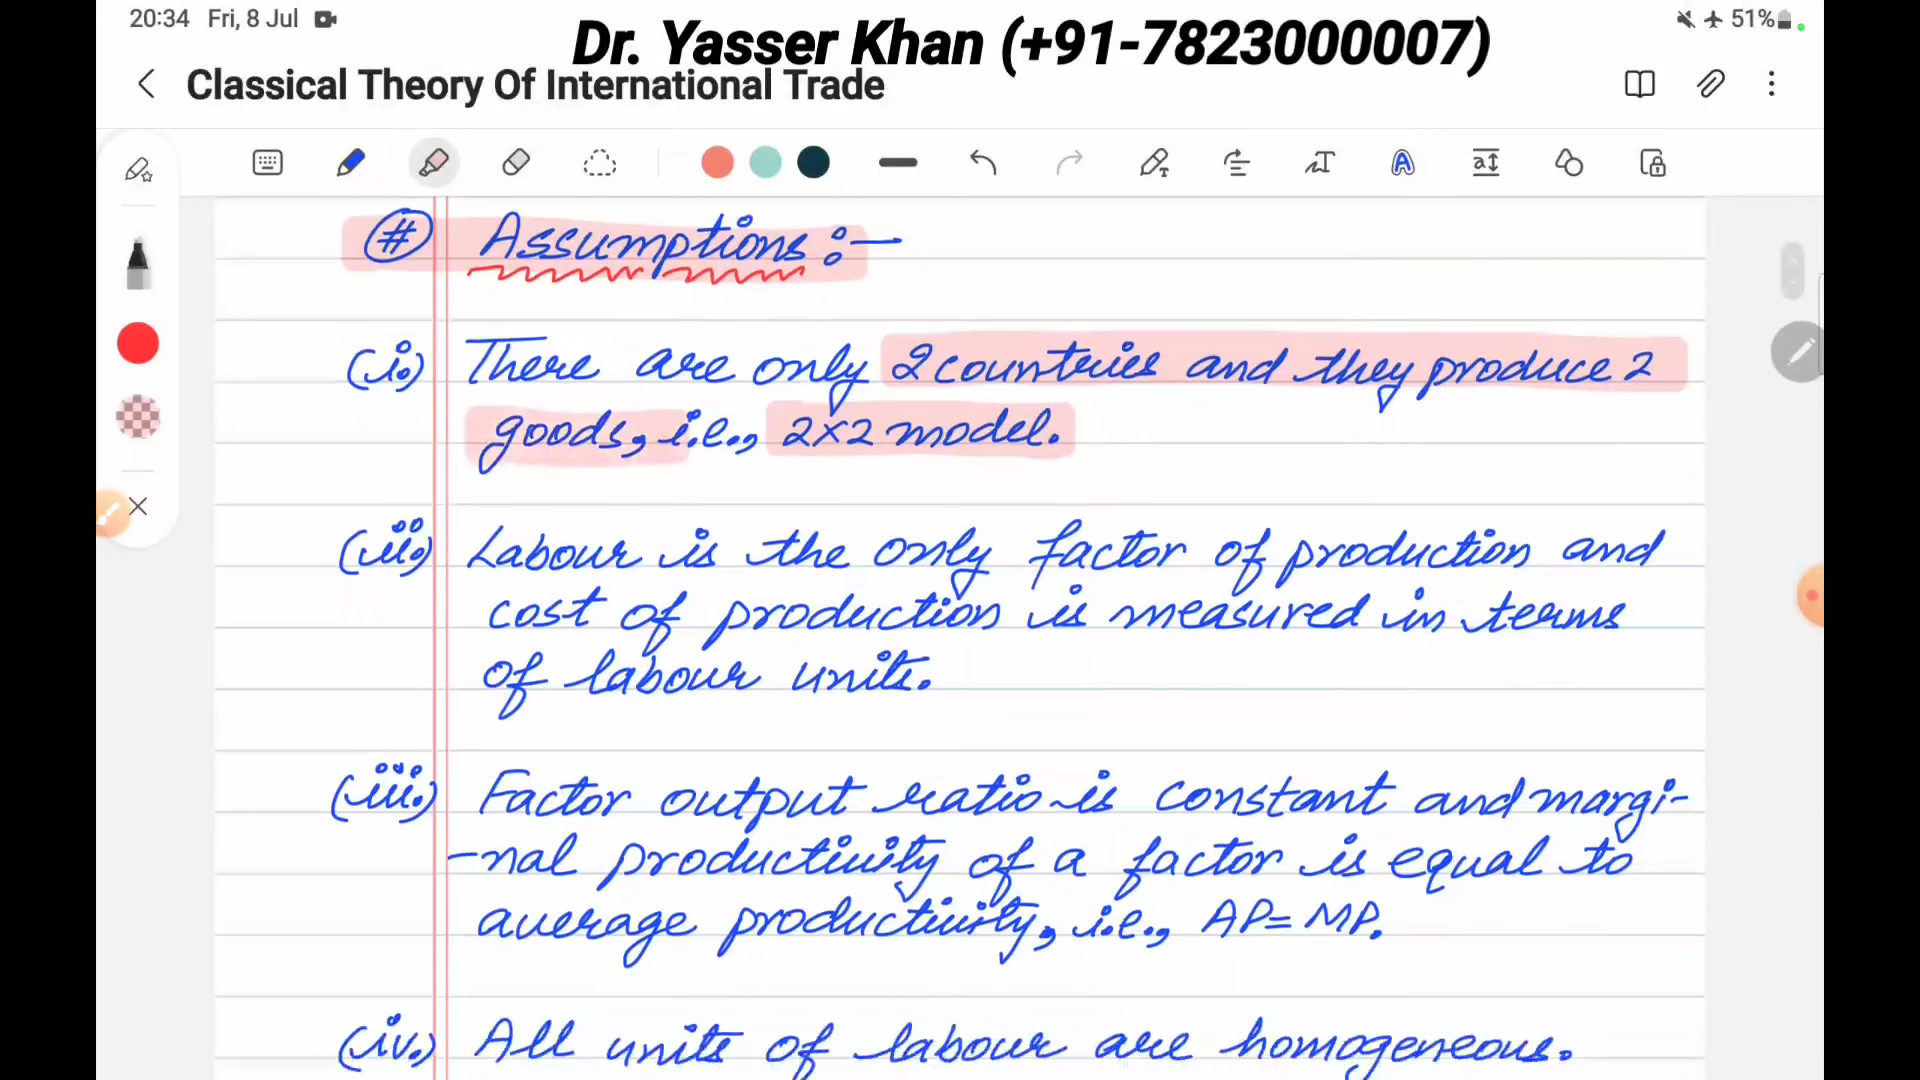 20:34 Fri, 8 Jul
51%
Dr. Yasser Khan (+91-7823000007)
Classical Theory Of International Trade
# Assumptions:-
(i.) There are only 2 countries and they produce 2
goods, i.e., 2×2 model.
(ii.) Labour is the only factor of production and
cost of production is measured in terms
of labour units.
(iii.) Factor output ratio is constant and margi-
-nal productivity of a factor is equal to
average productivity, i.e., AP=MP.
(iv.) All units of labour are homogeneous.